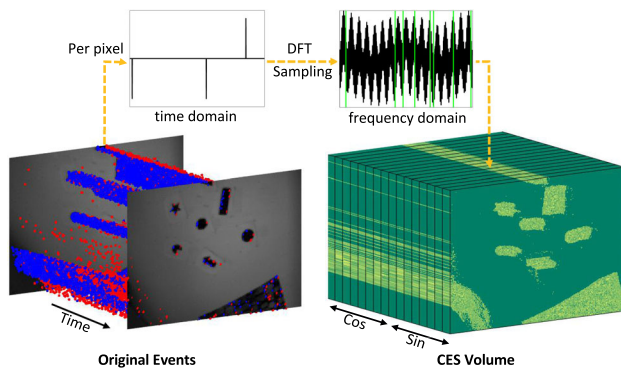 Per pixel
DFT
Sampling
time domain
frequency domain
Time
Cos
Sin
Original Events
CES Volume